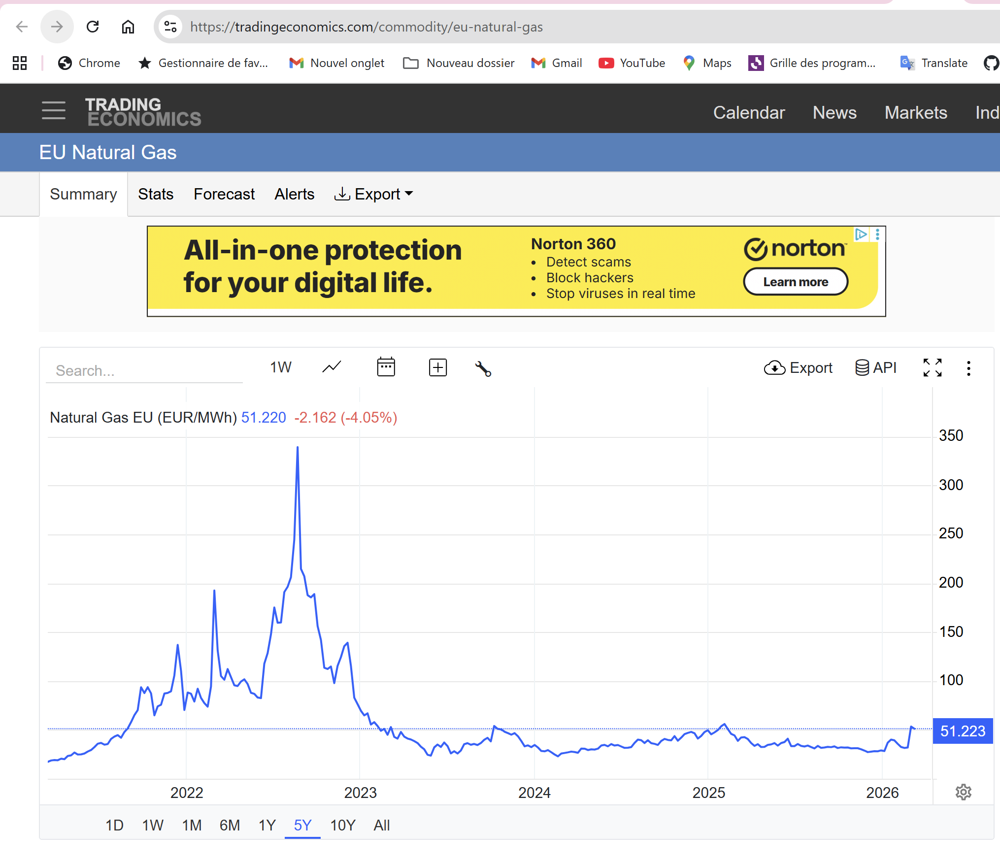 https://tradingeconomics.com/commodity/eu-natural-gas
Chrome Gestionnaire de fav... Nouvel onglet Nouveau dossier Gmail YouTube Maps Grille des program... Translate
TRADING
ECONOMICS
Calendar News Markets Ind
EU Natural Gas
Summary Stats Forecast Alerts Export
All-in-one protection
for your digital life.
Norton 360
• Detect scams
• Block hackers
• Stop viruses in real time
norton
Learn more
Search... 1W Export API
Natural Gas EU (EUR/MWh) 51.220 -2.162 (-4.05%)
350
300
250
200
150
100
51.223
2022 2023 2024 2025 2026
1D 1W 1M 6M 1Y 5Y 10Y All